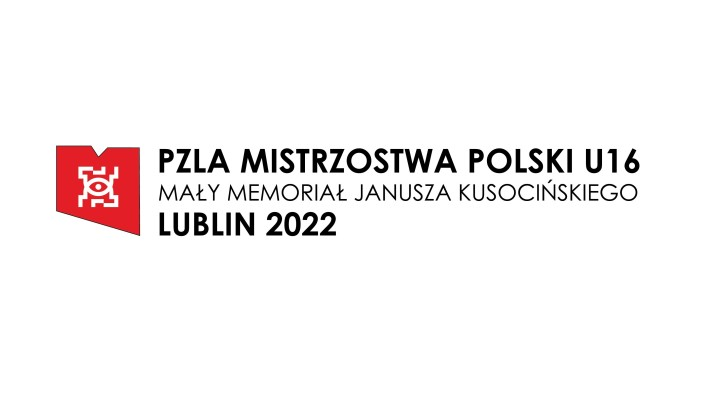 PZLA MISTRZOSTWA POLSKI U16
MAŁY MEMORIAŁ JANUSZA KUSOCIŃSKIEGO
LUBLIN 2022